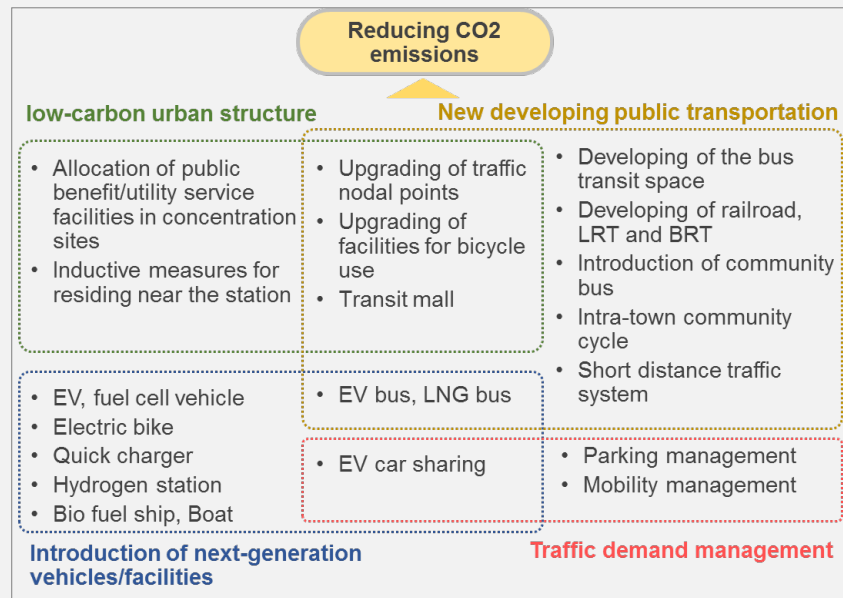 Reducing CO2
emissions
low-carbon urban structure
New developing public transportation
• Allocation of public
benefit/utility service
facilities in concentration
sites
• Inductive measures for
residing near the station
• Upgrading of traffic
nodal points
• Upgrading of
facilities for bicycle
use
• Transit mall
• Developing of the bus
transit space
• Developing of railroad,
LRT and BRT
• Introduction of community
bus
• Intra-town community
cycle
• Short distance traffic
system
• EV, fuel cell vehicle
• Electric bike
• Quick charger
• Hydrogen station
• Bio fuel ship, Boat
• EV bus, LNG bus
• EV car sharing
• Parking management
• Mobility management
Introduction of next-generation
vehicles/facilities
Traffic demand management